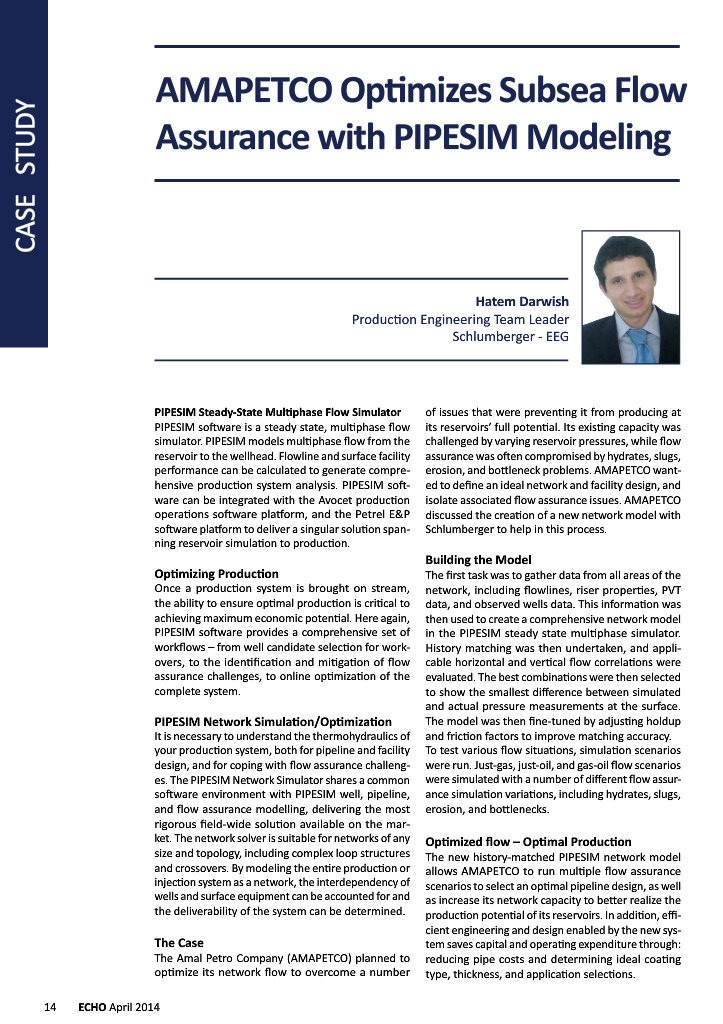 CASE STUDY
AMAPETCO Optimizes Subsea Flow
Assurance with PIPESIM Modeling
Hatem Darwish
Production Engineering Team Leader
Schlumberger - EEG
PIPESIM Steady-State Multiphase Flow Simulator
PIPESIM software is a steady state, multiphase flow
simulator. PIPESIM models multiphase flow from the
reservoir to the wellhead. Flowline and surface facility
performance can be calculated to generate compre-
hensive production system analysis. PIPESIM soft-
ware can be integrated with the Avocet production
operations software platform, and the Petrel E&P
software platform to deliver a singular solution span-
ning reservoir simulation to production.
Optimizing Production
Once a production system is brought on stream,
the ability to ensure optimal production is critical to
achieving maximum economic potential. Here again,
PIPESIM software provides a comprehensive set of
workflows – from well candidate selection for work-
overs, to the identification and mitigation of flow
assurance challenges, to online optimization of the
complete system.
PIPESIM Network Simulation/Optimization
It is necessary to understand the thermohydraulics of
your production system, both for pipeline and facility
design, and for coping with flow assurance challeng-
es. The PIPESIM Network Simulator shares a common
software environment with PIPESIM well, pipeline,
and flow assurance modelling, delivering the most
rigorous field-wide solution available on the mar-
ket. The network solver is suitable for networks of any
size and topology, including complex loop structures
and crossovers. By modeling the entire production or
injection system as a network, the interdependency of
wells and surface equipment can be accounted for and
the deliverability of the system can be determined.
The Case
The Amal Petro Company (AMAPETCO) planned to
optimize its network flow to overcome a number
of issues that were preventing it from producing at
its reservoirs' full potential. Its existing capacity was
challenged by varying reservoir pressures, while flow
assurance was often compromised by hydrates, slugs,
erosion, and bottleneck problems. AMAPETCO want-
ed to define an ideal network and facility design, and
isolate associated flow assurance issues. AMAPETCO
discussed the creation of a new network model with
Schlumberger to help in this process.
Building the Model
The first task was to gather data from all areas of the
network, including flowlines, riser properties, PVT
data, and observed wells data. This information was
then used to create a comprehensive network model
in the PIPESIM steady state multiphase simulator.
History matching was then undertaken, and appli-
cable horizontal and vertical flow correlations were
evaluated. The best combinations were then selected
to show the smallest difference between simulated
and actual pressure measurements at the surface.
The model was then fine-tuned by adjusting holdup
and friction factors to improve matching accuracy.
To test various flow situations, simulation scenarios
were run. Just-gas, just-oil, and gas-oil flow scenarios
were simulated with a number of different flow assur-
ance simulation variations, including hydrates, slugs,
erosion, and bottlenecks.
Optimized flow – Optimal Production
The new history-matched PIPESIM network model
allows AMAPETCO to run multiple flow assurance
scenarios to select an optimal pipeline design, as well
as increase its network capacity to better realize the
production potential of its reservoirs. In addition, effi-
cient engineering and design enabled by the new sys-
tem saves capital and operating expenditure through:
reducing pipe costs and determining ideal coating
type, thickness, and application selections.
14 ECHO April 2014